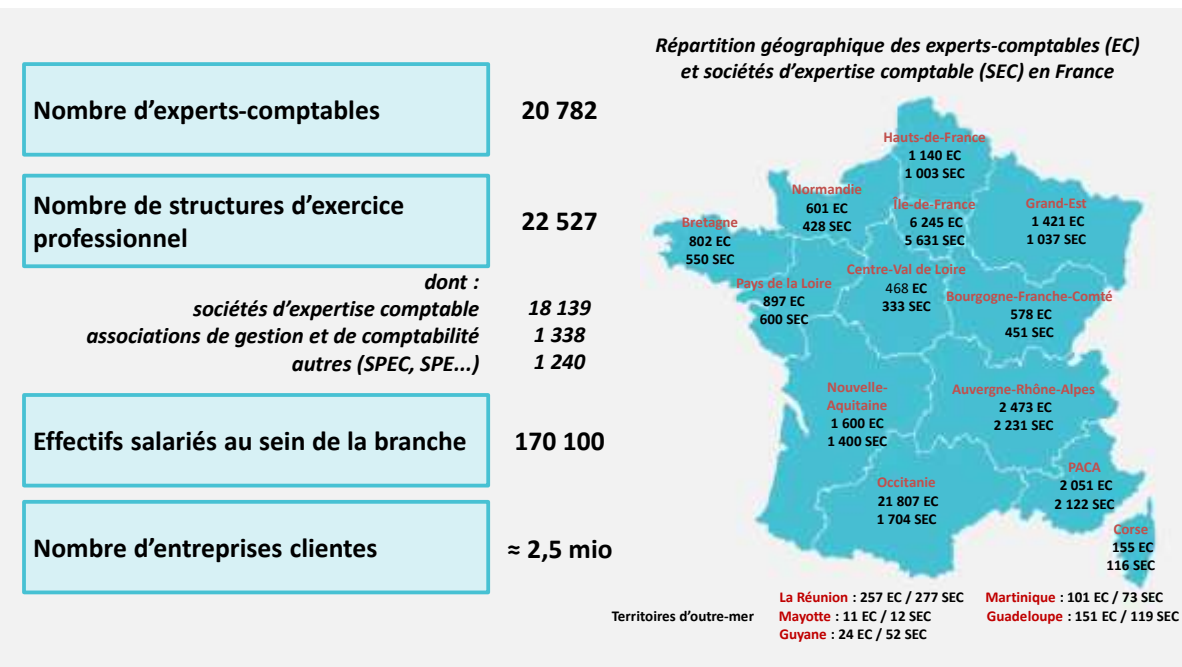 Répartition géographique des experts-comptables (EC)
et sociétés d'expertise comptable (SEC) en France
Nombre d'experts-comptables
20 782
Nombre de structures d'exercice
professionnel
22 527
dont :
sociétés d'expertise comptable 18 139
associations de gestion et de comptabilité 1 338
autres (SPEC, SPE...) 1 240
Effectifs salariés au sein de la branche
170 100
Nombre d'entreprises clientes
≈ 2,5 mio
Hauts-de-France
1 140 EC
1 003 SEC
Normandie
601 EC
428 SEC
Île-de-France
6 245 EC
5 631 SEC
Grand-Est
1 421 EC
1 037 SEC
Bretagne
802 EC
550 SEC
Pays de la Loire
897 EC
600 SEC
Centre-Val de Loire
468 EC
333 SEC
Bourgogne-Franche-Comté
578 EC
451 SEC
Nouvelle-
Aquitaine
1 600 EC
1 400 SEC
Auvergne-Rhône-Alpes
2 473 EC
2 231 SEC
Occitanie
21 807 EC
1 704 SEC
PACA
2 051 EC
2 122 SEC
Corse
155 EC
116 SEC
Territoires d'outre-mer
La Réunion : 257 EC / 277 SEC
Mayotte : 11 EC / 12 SEC
Guyane : 24 EC / 52 SEC
Martinique : 101 EC / 73 SEC
Guadeloupe : 151 EC / 119 SEC